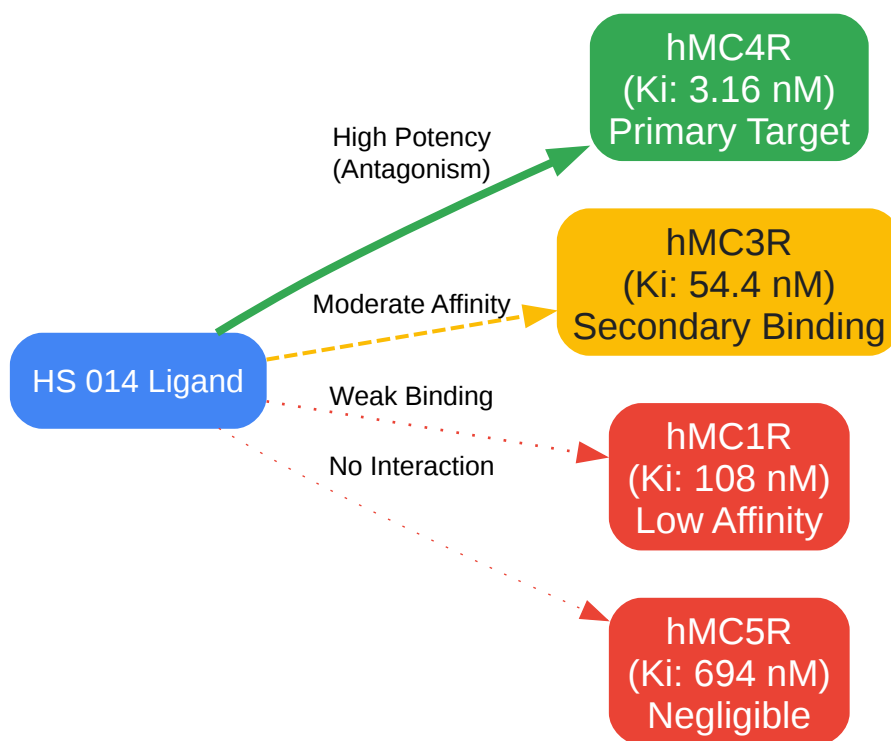 hMC4R
(Ki: 3.16 nM)
Primary Target
High Potency
(Antagonism)
hMC3R
(Ki: 54.4 nM)
Secondary Binding
Moderate Affinity
HS 014 Ligand
Weak Binding
hMC1R
(Ki: 108 nM)
Low Affinity
No Interaction
hMC5R
(Ki: 694 nM)
Negligible